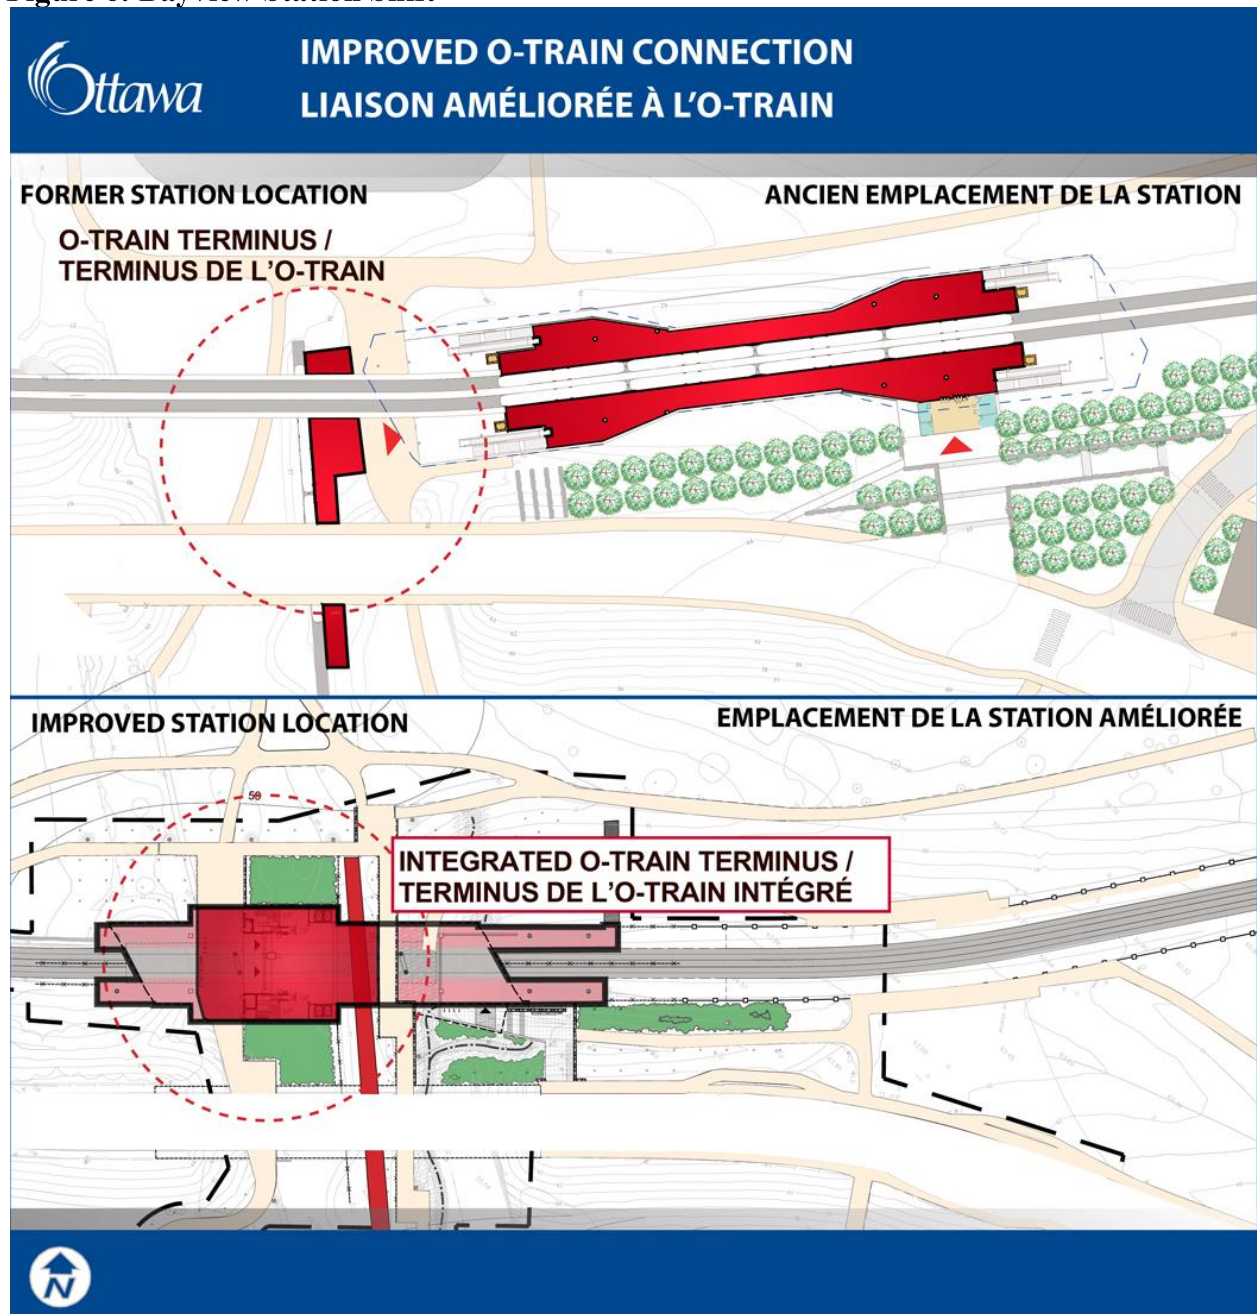 Ottawa
IMPROVED O-TRAIN CONNECTION
LIAISON AMÉLIORÉE À L'O-TRAIN
FORMER STATION LOCATION
ANCIEN EMPLACEMENT DE LA STATION
O-TRAIN TERMINUS /
TERMINUS DE L'O-TRAIN
IMPROVED STATION LOCATION
EMPLACEMENT DE LA STATION AMÉLIORÉE
59
INTEGRATED O-TRAIN TERMINUS /
TERMINUS DE L'O-TRAIN INTÉGRÉ
N